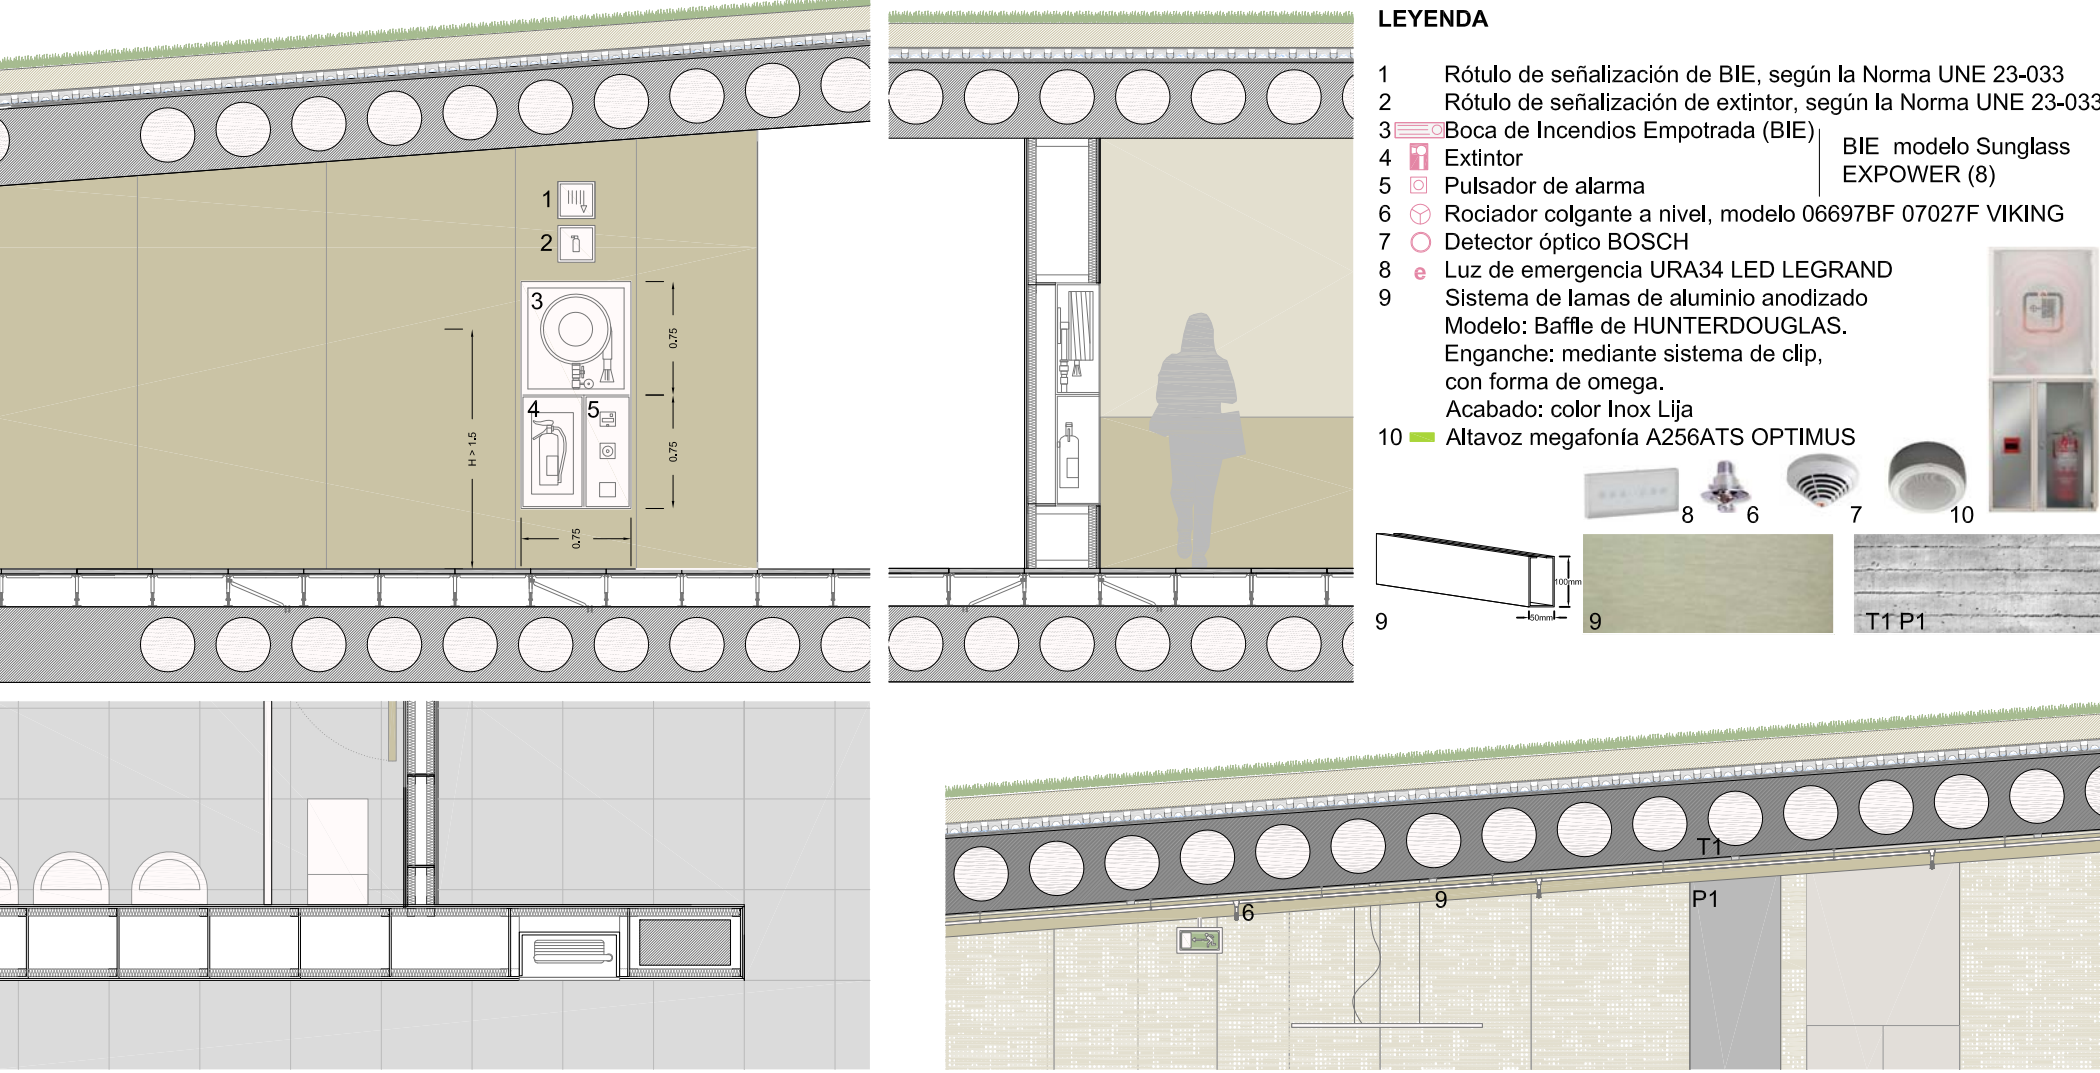 LEYENDA
1 Rótulo de señalización de BIE, según la Norma UNE 23-033
2 Rótulo de señalización de extintor, según la Norma UNE 23-033
3 Boca de Incendios Empotrada (BIE)
4 Extintor
5 Pulsador de alarma
BIE modelo Sunglass
EXPOWER (8)
6 Rociador colgante a nivel, modelo 06697BF 07027F VIKING
7 Detector óptico BOSCH
8 e Luz de emergencia URA34 LED LEGRAND
9 Sistema de lamas de aluminio anodizado
Modelo: Baffle de HUNTERDOUGLAS.
Enganche: mediante sistema de clip,
con forma de omega.
Acabado: color Inox Lija
10 Altavoz megafonía A256ATS OPTIMUS
8
6
7
10
100mm
50mm
9
9
T1 P1
1
2
3
4
5
0.75
0.75
0.75
H > 1.5
T1
P1
6
9